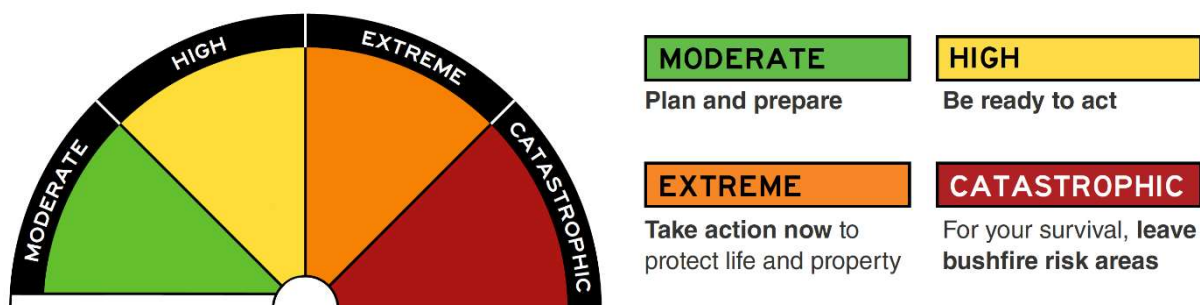 MODERATE
HIGH
EXTREME
CATASTROPHIC
MODERATE
Plan and prepare
HIGH
Be ready to act
EXTREME
Take action now to
protect life and property
CATASTROPHIC
For your survival, leave
bushfire risk areas